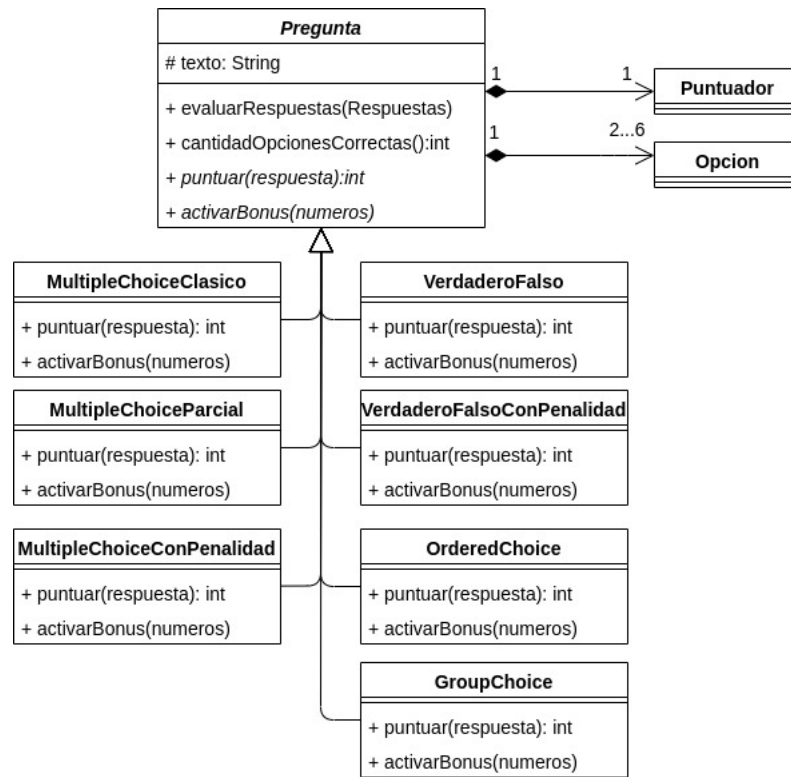 Pregunta
# texto: String
+ evaluarRespuestas(Respuestas)
+ cantidadOpcionesCorrectas():int
+ puntuar(respuesta):int
+ activarBonus(numeros)
1
1
Puntuador
1
2...6
Opcion
MultipleChoiceClasico
+ puntuar(respuesta): int
+ activarBonus(numeros)
VerdaderoFalso
+ puntuar(respuesta): int
+ activarBonus(numeros)
MultipleChoiceParcial
+ puntuar(respuesta): int
+ activarBonus(numeros)
VerdaderoFalsoConPenalidad
+ puntuar(respuesta): int
+ activarBonus(numeros)
MultipleChoiceConPenalidad
+ puntuar(respuesta): int
+ activarBonus(numeros)
OrderedChoice
+ puntuar(respuesta): int
+ activarBonus(numeros)
GroupChoice
+ puntuar(respuesta): int
+ activarBonus(numeros)